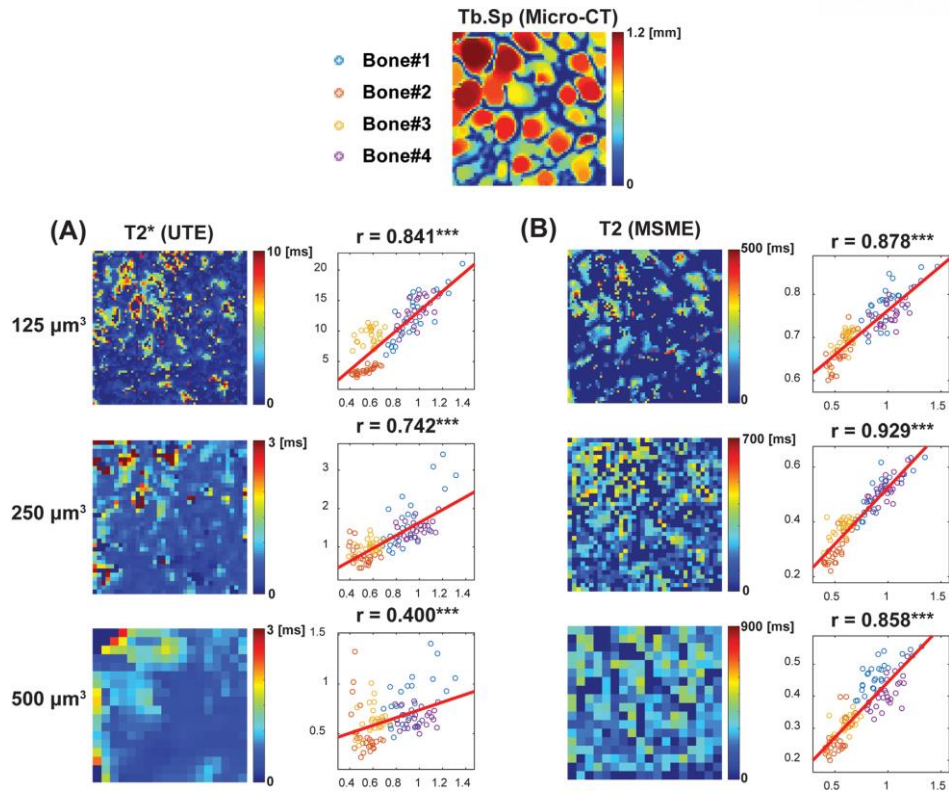 Tb.Sp (Micro-CT)
1.2 [mm]
0
Bone#1
Bone#2
Bone#3
Bone#4
(A)
T2* (UTE)
r = 0.841***
125 µm³
10 [ms]
0
20
15
10
5
0.4 0.6 0.8 1 1.2 1.4
r = 0.742***
250 µm³
3 [ms]
0
3
2
1
0.4 0.6 0.8 1 1.2 1.4
r = 0.400***
500 µm³
3 [ms]
0
1.5
1
0.5
0.4 0.6 0.8 1 1.2 1.4
(B)
T2 (MSME)
r = 0.878***
500 [ms]
0
0.8
0.7
0.6
0.5 1 1.5
r = 0.929***
700 [ms]
0
0.6
0.4
0.2
0.5 1 1.5
r = 0.858***
900 [ms]
0
0.5
0.4
0.3
0.2
0.5 1 1.5